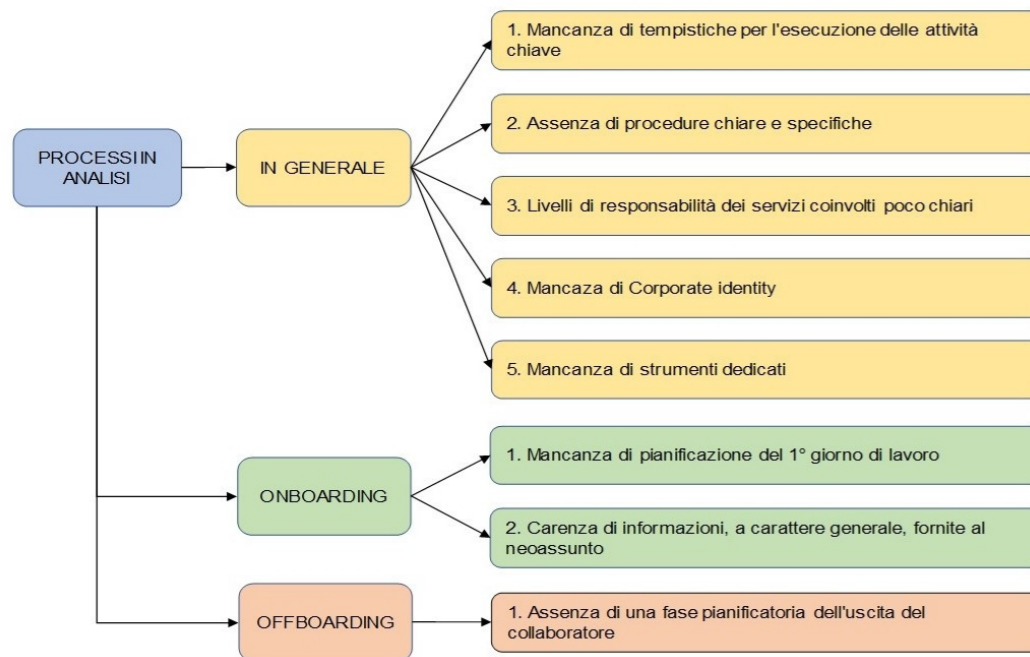 PROCESSI IN
ANALISI
IN GENERALE
1. Mancanza di tempistiche per l'esecuzione delle attività
chiave
2. Assenza di procedure chiare e specifiche
3. Livelli di responsabilità dei servizi coinvolti poco chiari
4. Mancaza di Corporate identity
5. Mancanza di strumenti dedicati
ONBOARDING
1. Mancanza di pianificazione del 1° giorno di lavoro
2. Carenza di informazioni, a carattere generale, fornite al
neoassunto
OFFBOARDING
1. Assenza di una fase pianificatoria dell'uscita del
collaboratore